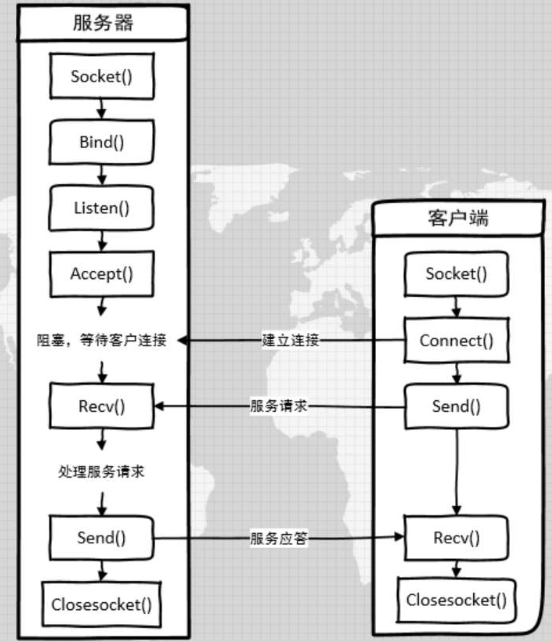 服务器
Socket()
Bind()
Listen()
Accept()
阻塞，等待客户连接
Recv()
处理服务请求
Send()
Closesocket()
建立连接
服务请求
服务应答
客户端
Socket()
Connect()
Send()
Recv()
Closesocket()